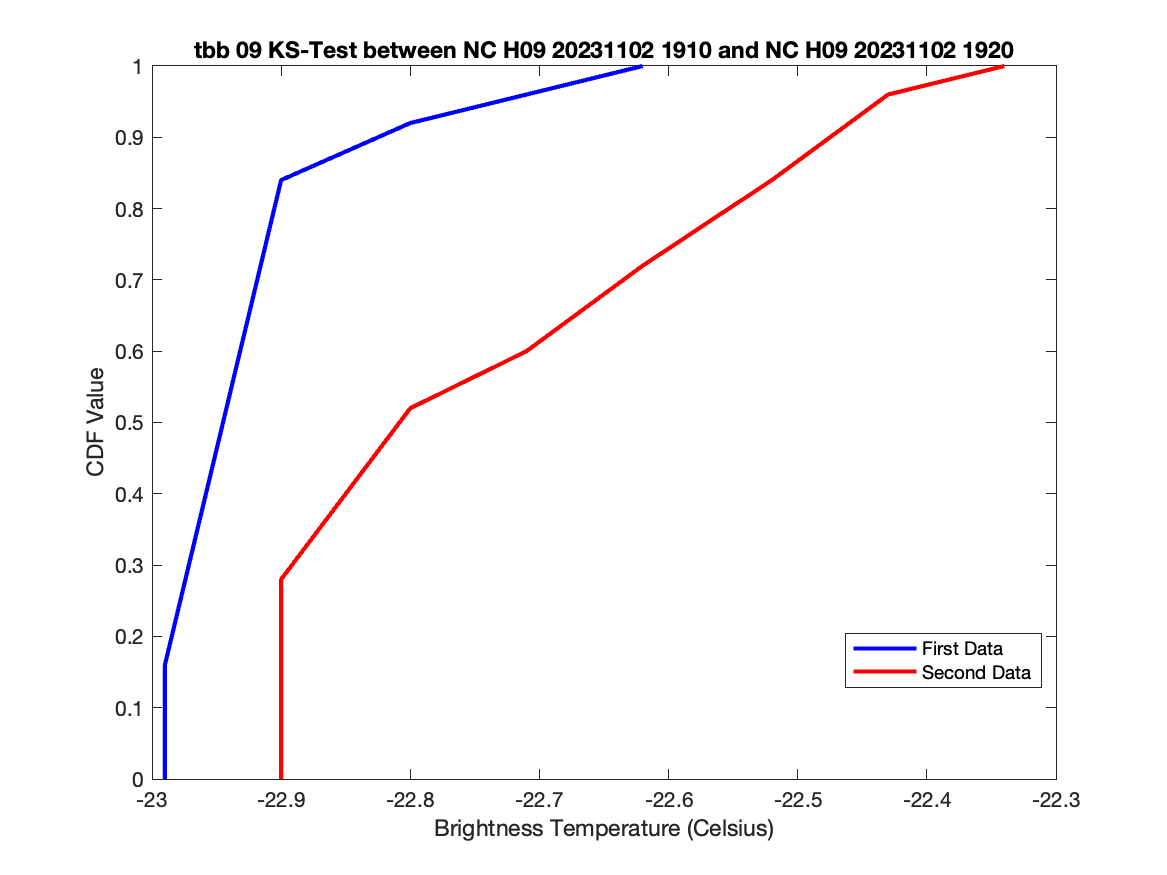 tbb 09 KS-Test between NC H09 20231102 1910 and NC H09 20231102 1920
1
0.9
0.8
0.7
0.6
0.5
0.4
0.3
0.2
0.1
0
CDF Value
First Data
Second Data
-23 -22.9 -22.8 -22.7 -22.6 -22.5 -22.4 -22.3
Brightness Temperature (Celsius)